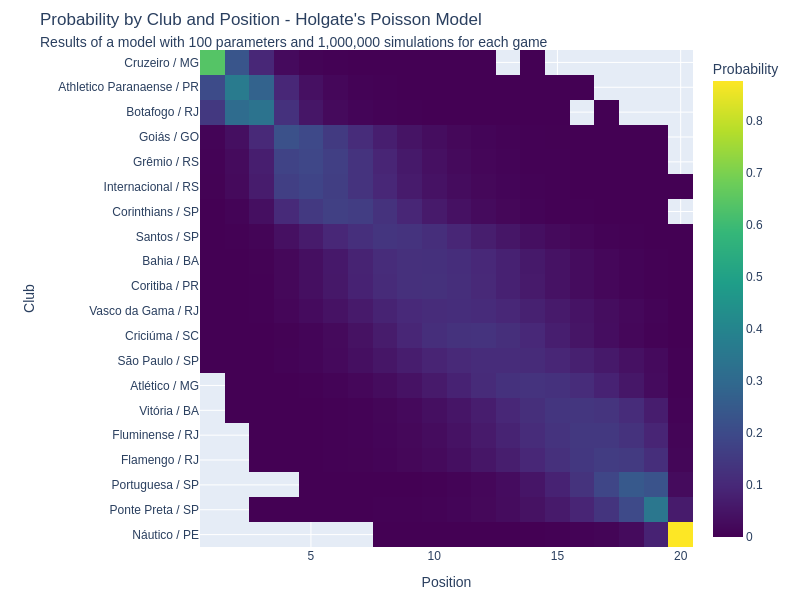 Probability by Club and Position - Holgate's Poisson Model
Results of a model with 100 parameters and 1,000,000 simulations for each game
Probability
Club
Cruzeiro / MG
Athletico Paranaense / PR
Botafogo / RJ
Goiás / GO
Grêmio / RS
Internacional / RS
Corinthians / SP
Santos / SP
Bahia / BA
Coritiba / PR
Vasco da Gama / RJ
Criciúma / SC
São Paulo / SP
Atlético / MG
Vitória / BA
Fluminense / RJ
Flamengo / RJ
Portuguesa / SP
Ponte Preta / SP
Náutico / PE
0.8
0.7
0.6
0.5
0.4
0.3
0.2
0.1
0
5 10 15 20
Position